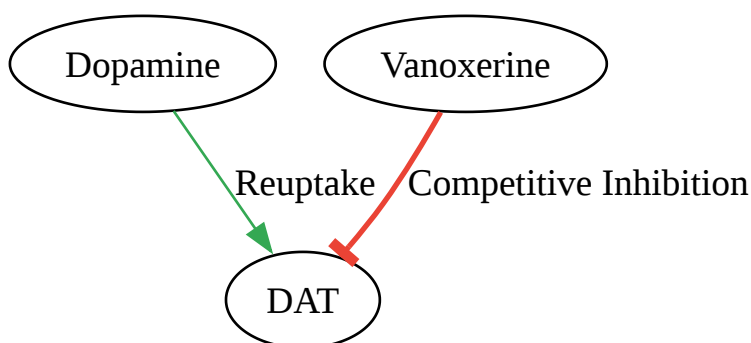 Dopamine
Vanoxerine
Reuptake
Competitive Inhibition
DAT